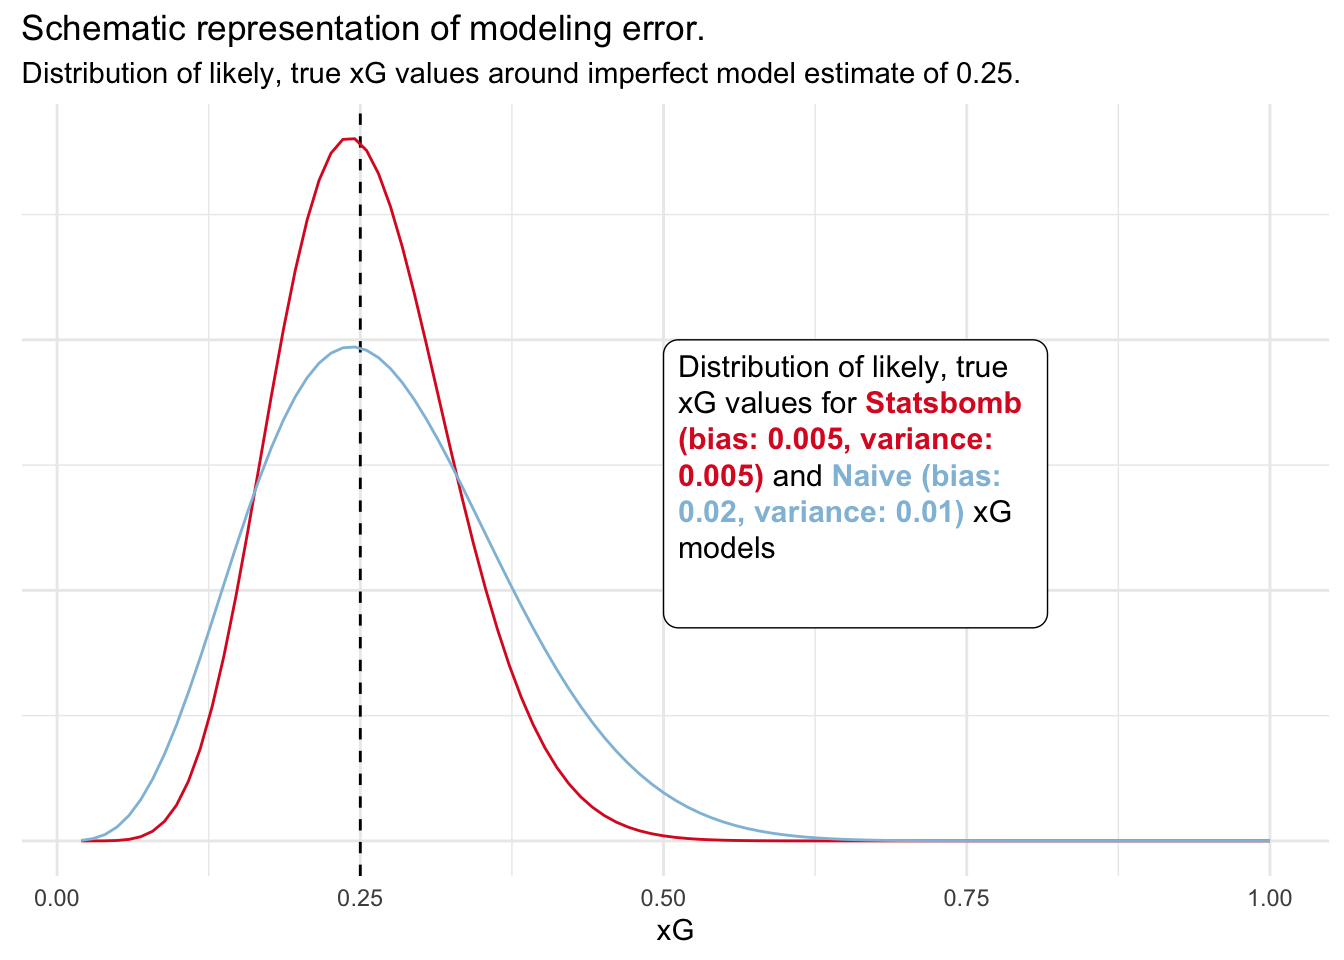 Schematic representation of modeling error.
Distribution of likely, true xG values around imperfect model estimate of 0.25.
Distribution of likely, true
xG values for Statsbomb
(bias: 0.005, variance:
0.005) and Naive (bias:
0.02, variance: 0.01) xG
models
0.00 0.25 0.50 0.75 1.00
xG